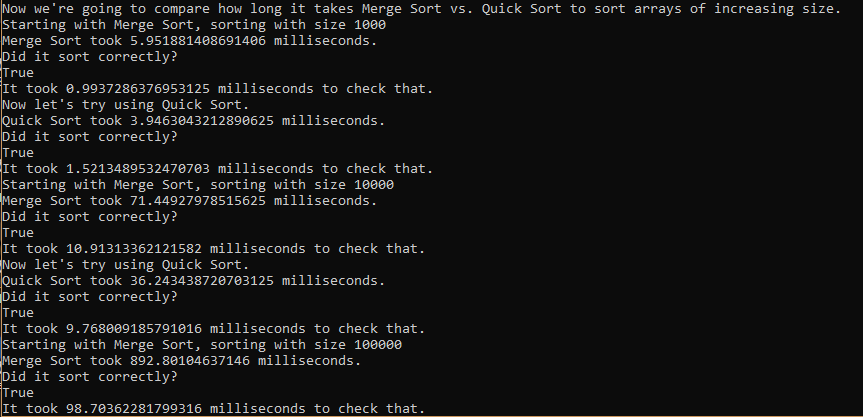 Now we're going to compare how long it takes Merge Sort vs. Quick Sort to sort arrays of increasing size.
Starting with Merge Sort, sorting with size 1000
Merge Sort took 5.951881408691406 milliseconds.
Did it sort correctly?
True
It took 0.9937286376953125 milliseconds to check that.
Now let's try using Quick Sort.
Quick Sort took 3.9463043212890625 milliseconds.
Did it sort correctly?
True
It took 1.5213489532470703 milliseconds to check that.
Starting with Merge Sort, sorting with size 10000
Merge Sort took 71.44927978515625 milliseconds.
Did it sort correctly?
True
It took 10.91313362121582 milliseconds to check that.
Now let's try using Quick Sort.
Quick Sort took 36.243438720703125 milliseconds.
Did it sort correctly?
True
It took 9.768009185791016 milliseconds to check that.
Starting with Merge Sort, sorting with size 100000
Merge Sort took 892.80104637146 milliseconds.
Did it sort correctly?
True
It took 98.70362281799316 milliseconds to check that.